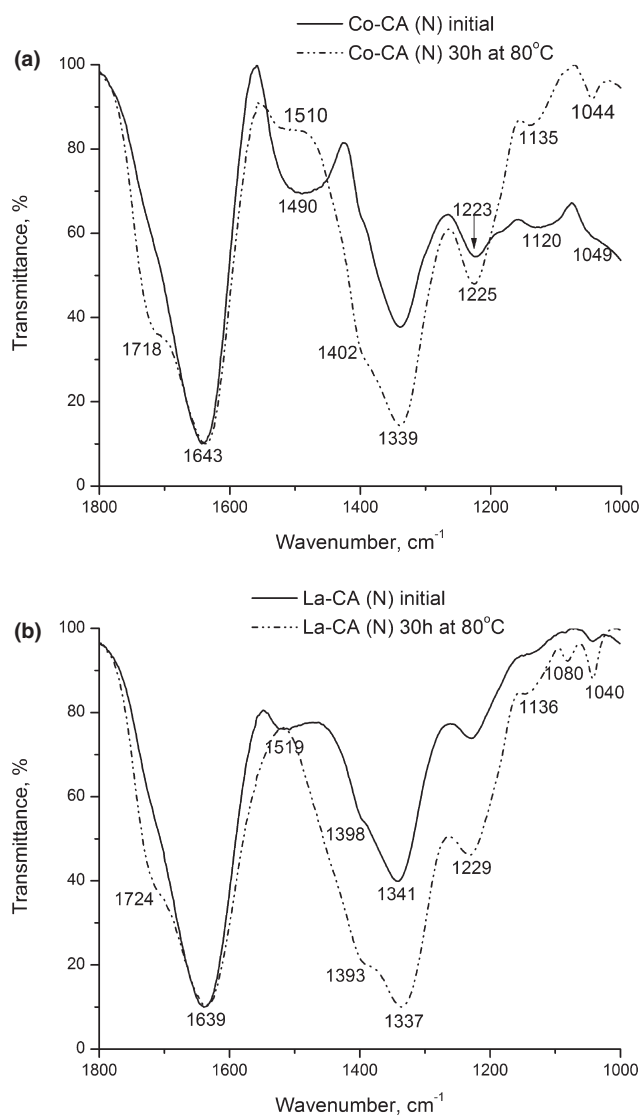 Co-CA (N) initial
Co-CA (N) 30h at 80°C
(a)
100
80
60
40
20
0
Transmittance, %
1510
1490
1718
1643
1402
1339
1223
1225
1135
1120
1044
1049
1800 1600 1400 1200 1000
Wavenumber, cm⁻¹
La-CA (N) initial
La-CA (N) 30h at 80°C
(b)
100
80
60
40
20
0
Transmittance, %
1519
1724
1639
1398
1341
1393
1337
1229
1136
1080
1040
1800 1600 1400 1200 1000
Wavenumber, cm⁻¹